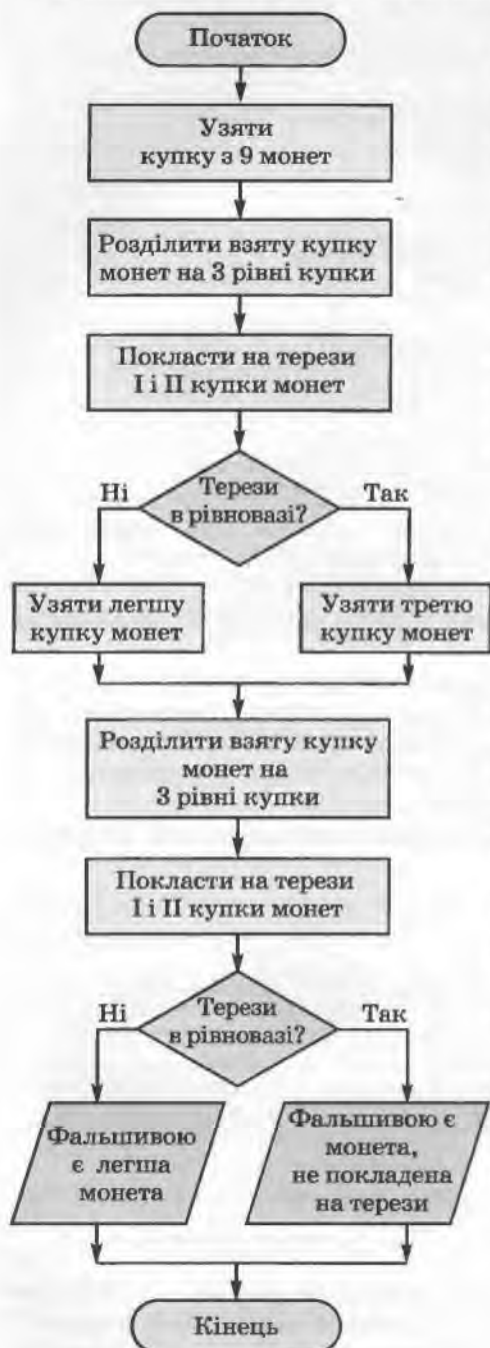 Початок
Узяти
купку з 9 монет
Розділити взяту купку
монет на 3 рівні купки
Покласти на терези
І і ІІ купки монет
Терези
в рівновазі?
Ні
Так
Узяти легшу
купку монет
Узяти третю
купку монет
Розділити взяту купку
монет на
3 рівні купки
Покласти на терези
І і ІІ купки монет
Терези
в рівновазі?
Ні
Так
Фальшивою
є легша
монета
Фальшивою є
монета,
не покладена
на терези
Кінець